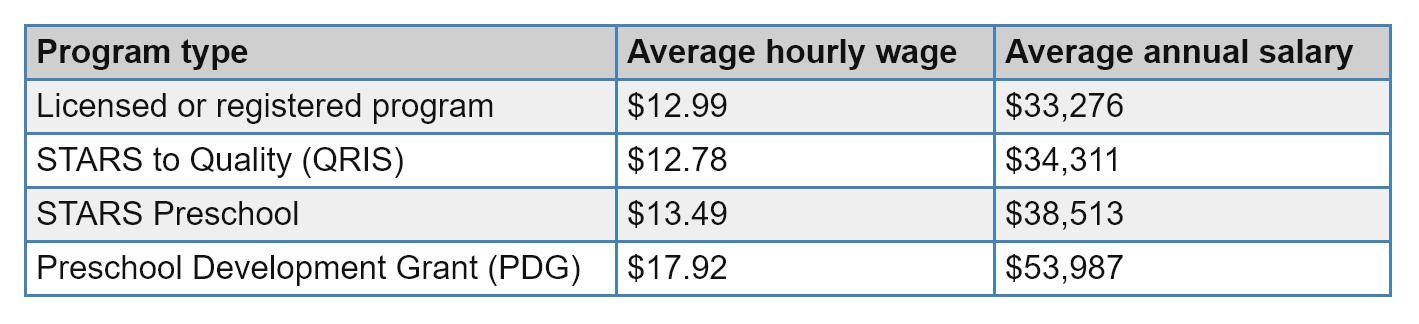 Program type Average hourly wage Average annual salary
Licensed or registered program $12.99 $33,276
STARS to Quality (QRIS) $12.78 $34,311
STARS Preschool $13.49 $38,513
Preschool Development Grant (PDG) $17.92 $53,987